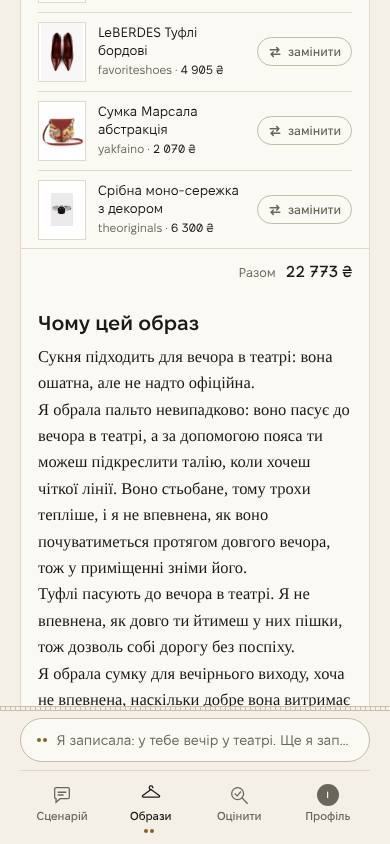 LeBERDES Туфлі
бордові
favoriteshoes · 4 905 ₴
замінити
Сумка Марсала
абстракція
yakfaino · 2 070 ₴
замінити
Срібна моно-сережка
з декором
theoriginals · 6 300 ₴
замінити
Разом 22 773 ₴
Чому цей образ
Сукня підходить для вечора в театрі: вона
ошатна, але не надто офіційна.
Я обрала пальто невипадково: воно пасує до
вечора в театрі, а за допомогою пояса ти
можеш підкреслити талію, коли хочеш
чіткої лінії. Воно стьобане, тому трохи
тепліше, і я не впевнена, як воно
почуватиметься протягом довгого вечора,
тож у приміщенні зніми його.
Туфлі пасують до вечора в театрі. Я не
впевнена, як довго ти йтимеш у них пішки,
тож дозволь собі дорогу без поспіху.
Я обрала сумку для вечірнього виходу, хоча
не впевнена, наскільки добре вона витримає
Я записала: у тебе вечір у театрі. Ще я зап...
Сценарій
Образи
Оцінити
І
Профіль